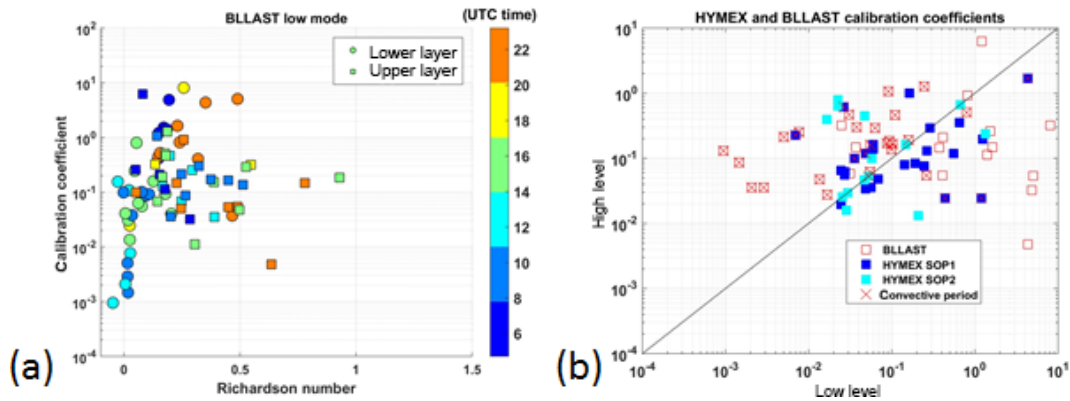 BLLAST low mode
(UTC time)
Lower layer
Upper layer
10^3
10^2
10^1
10^0
10^-1
10^-2
10^-3
10^-4
Calibration coefficient
0
0.5
1
1.5
Richardson number
22
20
18
16
14
12
10
8
6
(a)
HYMEX and BLLAST calibration coefficients
10^1
10^0
10^-1
10^-2
10^-3
10^-4
High level
BLLAST
HYMEX SOP1
HYMEX SOP2
Convective period
10^-4
10^-3
10^-2
10^-1
10^0
10^1
Low level
(b)